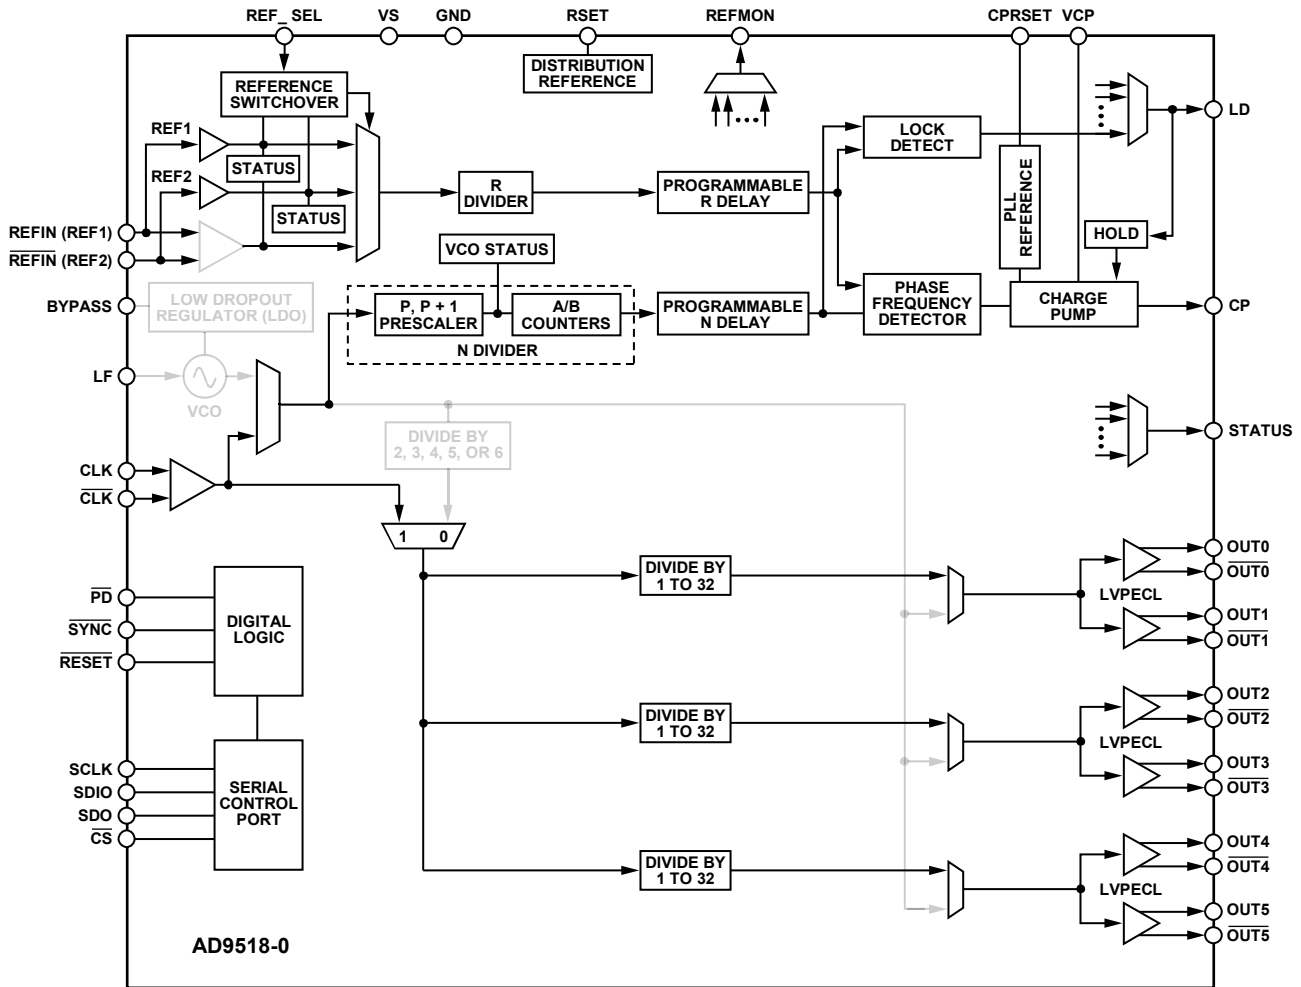 REF_ SEL
VS
GND
RSET
REFMON
CPRSET
VCP
REFERENCE
SWITCHOVER
DISTRIBUTION
REFERENCE
REF1
STATUS
REF2
STATUS
R
DIVIDER
PROGRAMMABLE
R DELAY
LOCK
DETECT
PLL
REFERENCE
HOLD
LD
REFIN (REF1)
REFIN (REF2)
BYPASS
LOW DROPOUT
REGULATOR (LDO)
VCO STATUS
P, P + 1
PRESCALER
A/B
COUNTERS
N DIVIDER
PROGRAMMABLE
N DELAY
PHASE
FREQUENCY
DETECTOR
CHARGE
PUMP
CP
LF
VCO
STATUS
DIVIDE BY
2, 3, 4, 5, OR 6
CLK
CLK
1 0
DIVIDE BY
1 TO 32
LVPECL
OUT0
OUT0
OUT1
OUT1
PD
SYNC
RESET
DIGITAL
LOGIC
DIVIDE BY
1 TO 32
LVPECL
OUT2
OUT2
OUT3
OUT3
SCLK
SDIO
SDO
CS
SERIAL
CONTROL
PORT
DIVIDE BY
1 TO 32
LVPECL
OUT4
OUT4
OUT5
OUT5
AD9518-0